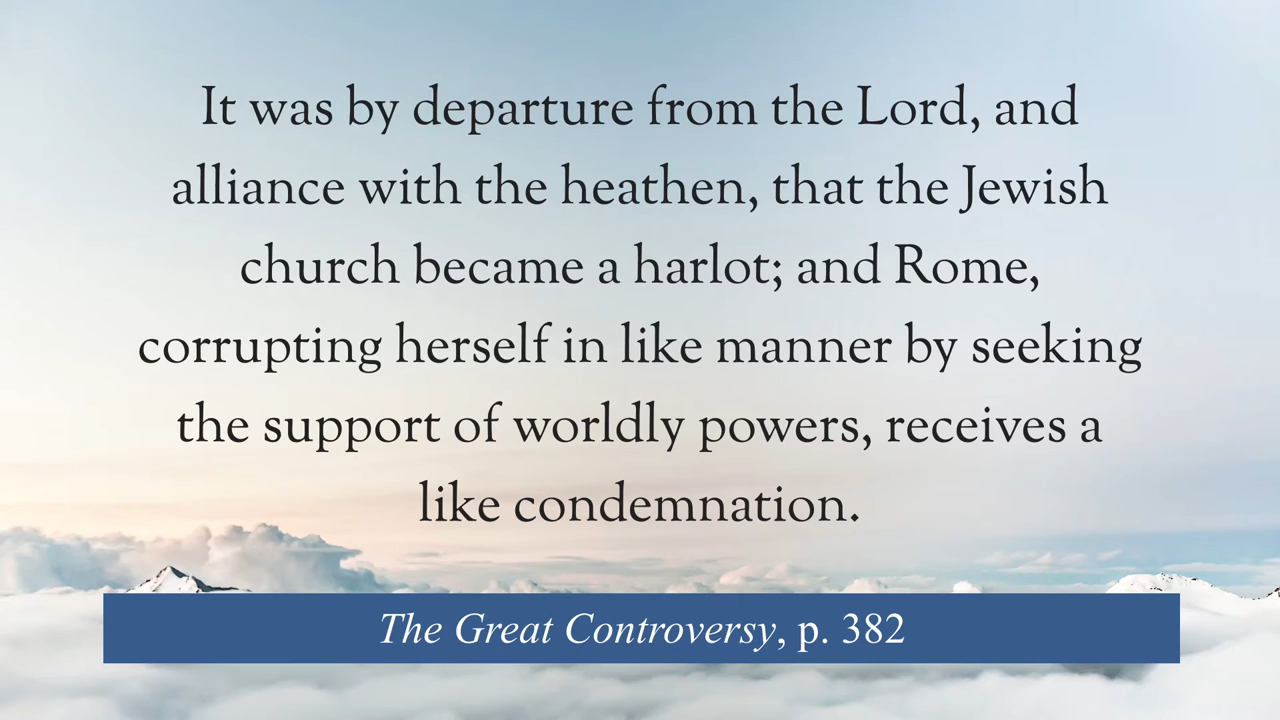 It was by departure from the Lord, and
alliance with the heathen, that the Jewish
church became a harlot; and Rome,
corrupting herself in like manner by seeking
the support of worldly powers, receives a
like condemnation.
The Great Controversy, p. 382